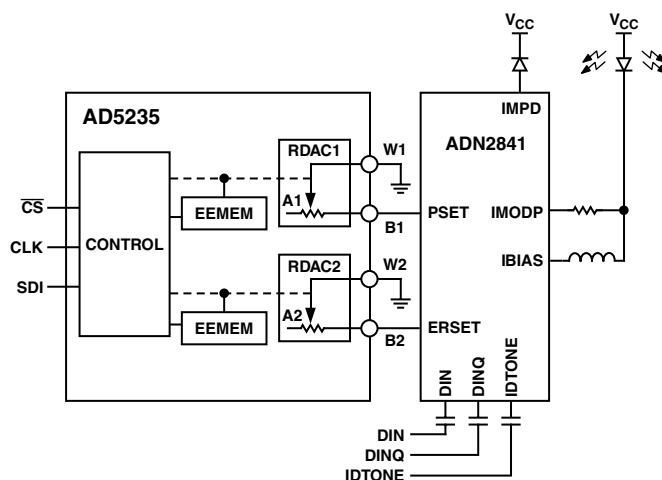 VCC
VCC
IMPD
AD5235
ADN2841
RDAC1
W1
A1
B1
EEMEM
CS
CLK
SDI
CONTROL
PSET
IMODP
IBIAS
RDAC2
W2
A2
B2
EEMEM
ERSET
DIN
DINQ
IDTONE
DIN
DINQ
IDTONE